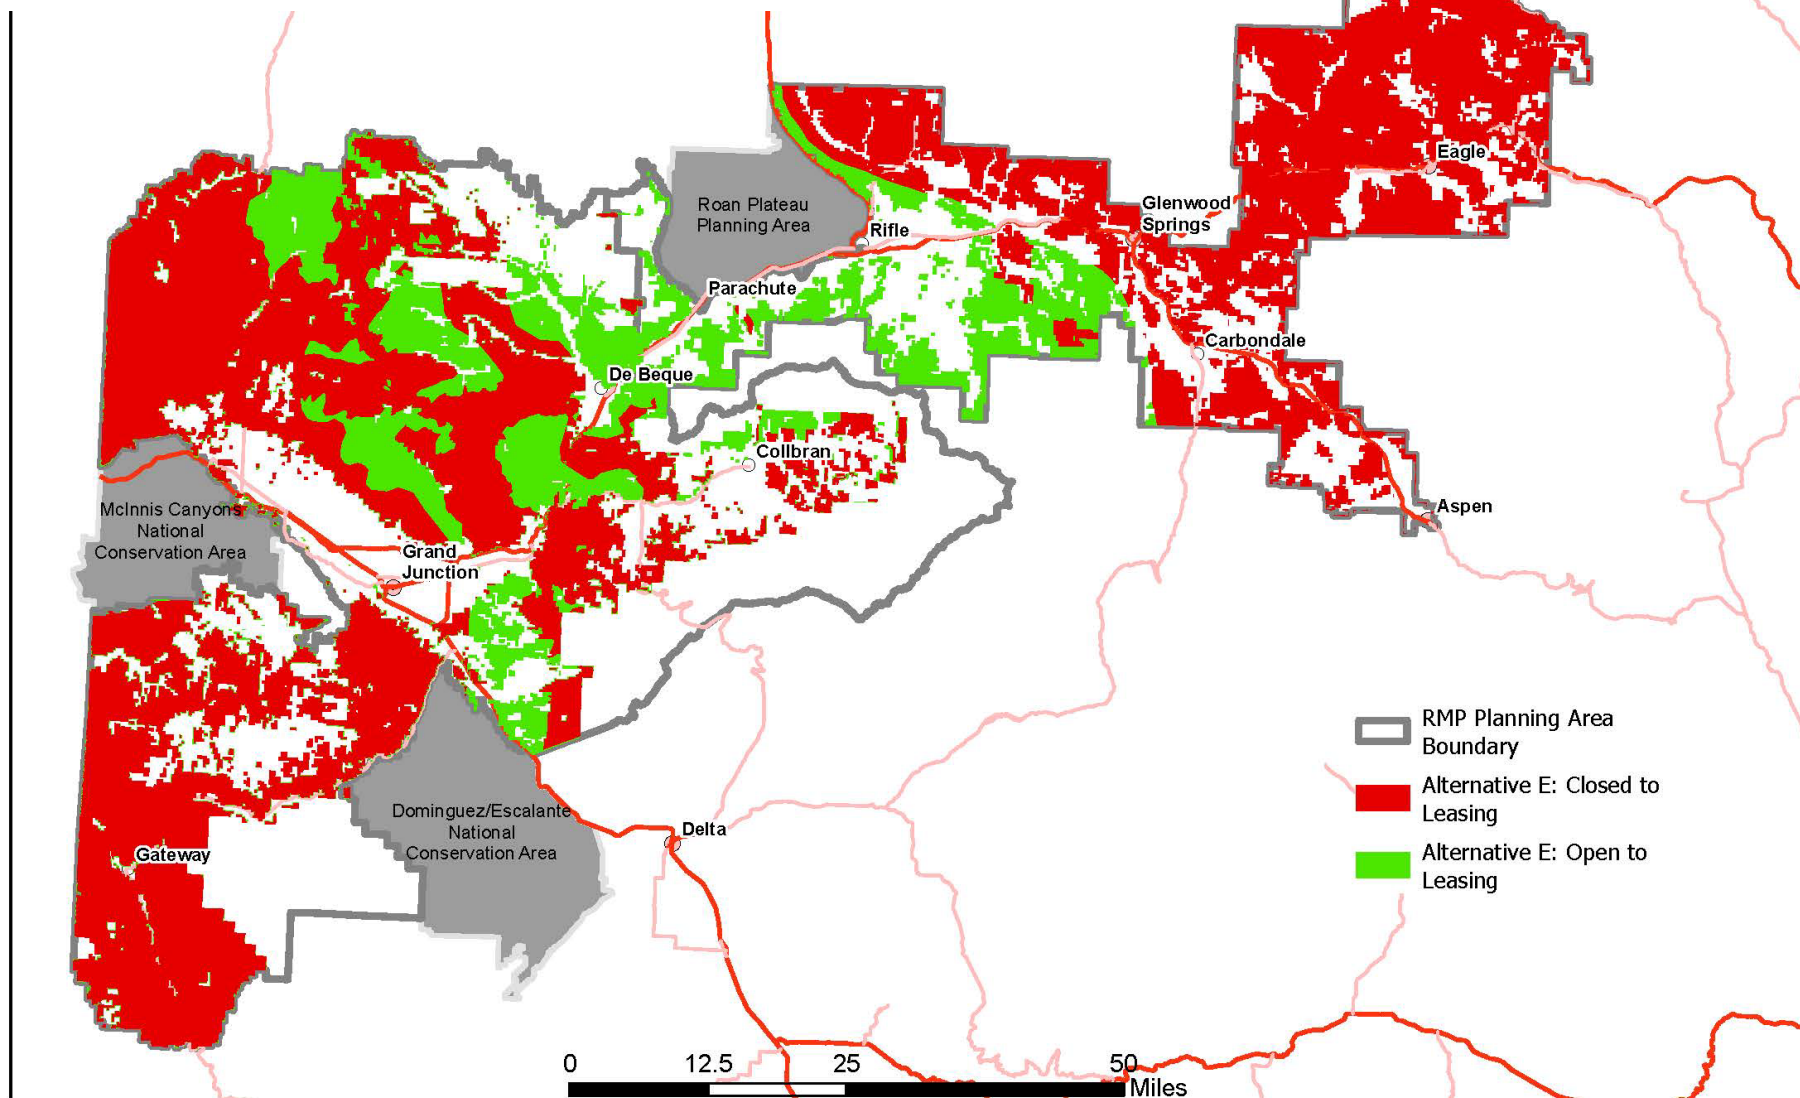 Eagle
Glenwood
Springs
Roan Plateau
Planning Area
Rifle
Parachute
Carbondale
De Beque
Collbran
Aspen
McInnis Canyons
National
Conservation Area
Grand
Junction
RMP Planning Area
Boundary
Alternative E: Closed to
Leasing
Alternative E: Open to
Leasing
Dominguez/Escalante
National
Conservation Area
Delta
Gateway
0 12.5 25 50
Miles